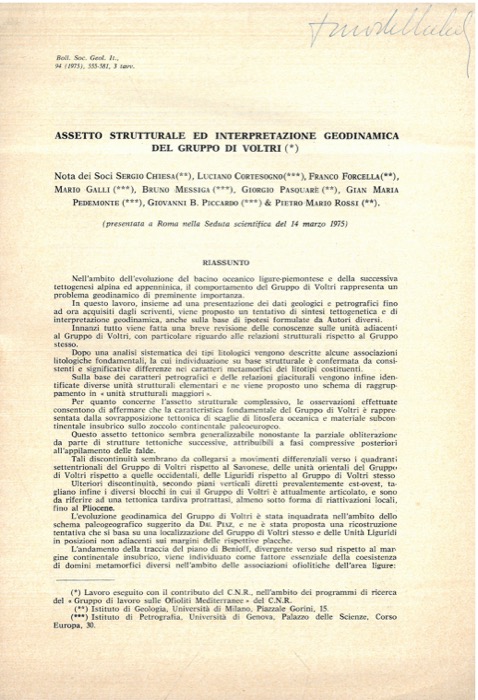 Boll. Soc. Geol. It.,
94 (1975), 555-581, 3 tavv.
ASSETTO STRUTTURALE ED INTERPRETAZIONE GEODINAMICA
DEL GRUPPO DI VOLTRI (*)
Nota dei Soci SERGIO CHIESA(**), LUCIANO CORTESOGNO(***), FRANCO FORCELLA(**),
MARIO GALLI (***), BRUNO MESSIGA (***), GIORGIO PASQUARÈ (**), GIAN MARIA
PEDEMONTE (***), GIOVANNI B. PICCARDO (***) & PIETRO MARIO ROSSI (**).
(presentata a Roma nella Seduta scientifica del 14 marzo 1975)
RIASSUNTO
Nell'ambito dell'evoluzione del bacino oceanico ligure-piemontese e della successiva
tettogenesi alpina ed appenninica, il comportamento del Gruppo di Voltri rappresenta un
problema geodinamico di preminente importanza.
In questo lavoro, insieme ad una presentazione dei dati geologici e petrografici fino
ad ora acquisiti dagli scriventi, viene proposto un tentativo di sintesi tettogenetica e di
interpretazione geodinamica, anche sulla base di ipotesi formulate da Autori diversi.
Innanzi tutto viene fatta una breve revisione delle conoscenze sulle unità adiacenti
al Gruppo di Voltri, con particolare riguardo alle relazioni strutturali rispetto al Gruppo
stesso.
Dopo una analisi sistematica dei tipi litologici vengono descritte alcune associazioni
litologiche fondamentali, la cui individuazione su base strutturale è confermata da consi-
stenti e significative differenze nei caratteri metamorfici dei litotipi costituenti.
Sulla base dei caratteri petrografici e delle relazioni giaciturali vengono infine iden-
tificate diverse unità strutturali elementari e ne viene proposto uno schema di raggrup-
pamento in « unità strutturali maggiori ».
Per quanto concerne l'assetto strutturale complessivo, le osservazioni effettuate
consentono di affermare che la caratteristica fondamentale del Gruppo di Voltri è rappre-
sentata dalla sovrapposizione tettonica di scaglie di litosfera oceanica e materiale subcon
tinentale insubrico sullo zoccolo continentale paleoeuropeo.
Questo assetto tettonico sembra generalizzabile nonostante la parziale obliterazione
da parte di strutture tettoniche successive, attribuibili a fasi compressive posteriori
all'appilamento delle falde.
Tali discontinuità sembrano da collegarsi a movimenti differenziali verso i quadranti
settentrionali del Gruppo di Voltri rispetto al Savonese, delle unità orientali del Gruppo
di Voltri rispetto a quelle occidentali, delle Liguridi rispetto al Gruppo di Voltri stesso
Ulteriori discontinuità, secondo piani verticali diretti prevalentemente est-ovest, ta-
gliano infine i diversi blocchi in cui il Gruppo di Voltri è attualmente articolato, e sono
da riferire ad una tettonica tardiva protrattasi, almeno sotto forma di riattivazioni locali,
fino al Pliocene.
L'evoluzione geodinamica del Gruppo di Voltri è stata inquadrata nell'ambito dello
schema paleogeografico suggerito da DAL PIAZ, e ne è stata proposta una ricostruzione
tentativa che si basa su una localizzazione del Gruppo di Voltri stesso e delle Unità Liguridi
in posizioni non adiacenti sui margini delle rispettive placche.
L'andamento della traccia del piano di Benioff, divergente verso sud rispetto al mar-
gine continentale insubrico, viene individuato come fattore essenziale della coesistenza
di domini metamorfici diversi nell'ambito delle associazioni ofiolitiche dell'area ligure:
(*) Lavoro eseguito con il contributo del C.N.R., nell'ambito dei programmi di ricerca
del « Gruppo di lavoro sulle Ofioliti Mediterranee » del C.N.R.
(**) Istituto di Geologia, Università di Milano, Piazzale Gorini, 15.
(***) Istituto di Petrografia, Università di Genova, Palazzo delle Scienze, Corso
Europa, 30.